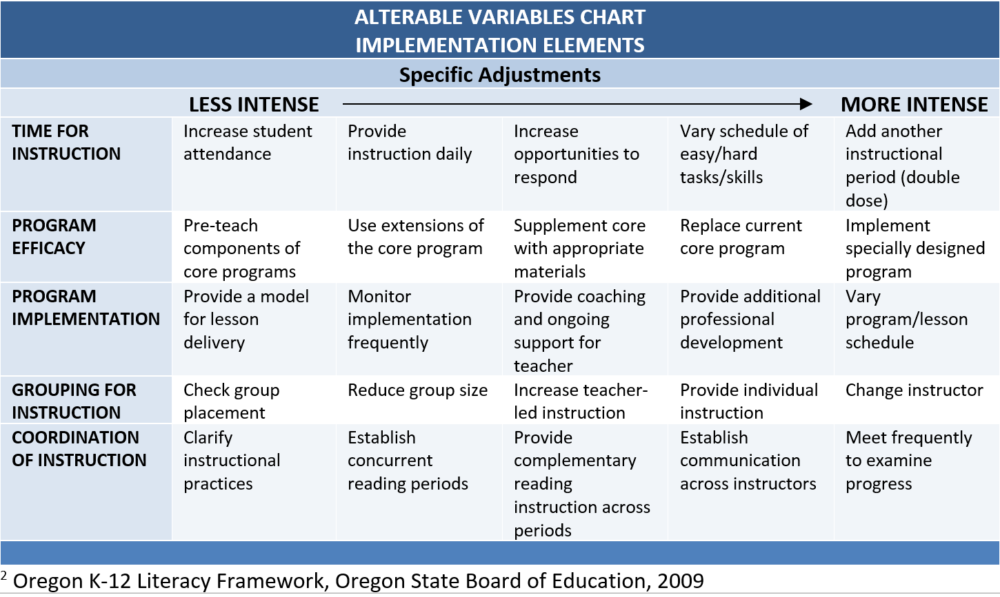 ALTERABLE VARIABLES CHART
IMPLEMENTATION ELEMENTS
Specific Adjustments
LESS INTENSE
MORE INTENSE
TIME FOR
INSTRUCTION
Increase student
attendance
Provide
instruction daily
Increase
opportunities to
respond
Vary schedule of
easy/hard
tasks/skills
Add another
instructional
period (double
dose)
PROGRAM
EFFICACY
Pre-teach
components of
core programs
Use extensions of
the core program
Supplement core
with appropriate
materials
Replace current
core program
Implement
specially designed
program
PROGRAM
IMPLEMENTATION
Provide a model
for lesson
delivery
Monitor
implementation
frequently
Provide coaching
and ongoing
support for
teacher
Provide additional
professional
development
Vary
program/lesson
schedule
GROUPING FOR
INSTRUCTION
Check group
placement
Reduce group size
Increase teacher-
led instruction
Provide individual
instruction
Change instructor
COORDINATION
OF INSTRUCTION
Clarify
instructional
practices
Establish
concurrent
reading periods
Provide
complementary
reading
instruction across
periods
Establish
communication
across instructors
Meet frequently
to examine
progress
2 Oregon K-12 Literacy Framework, Oregon State Board of Education, 2009